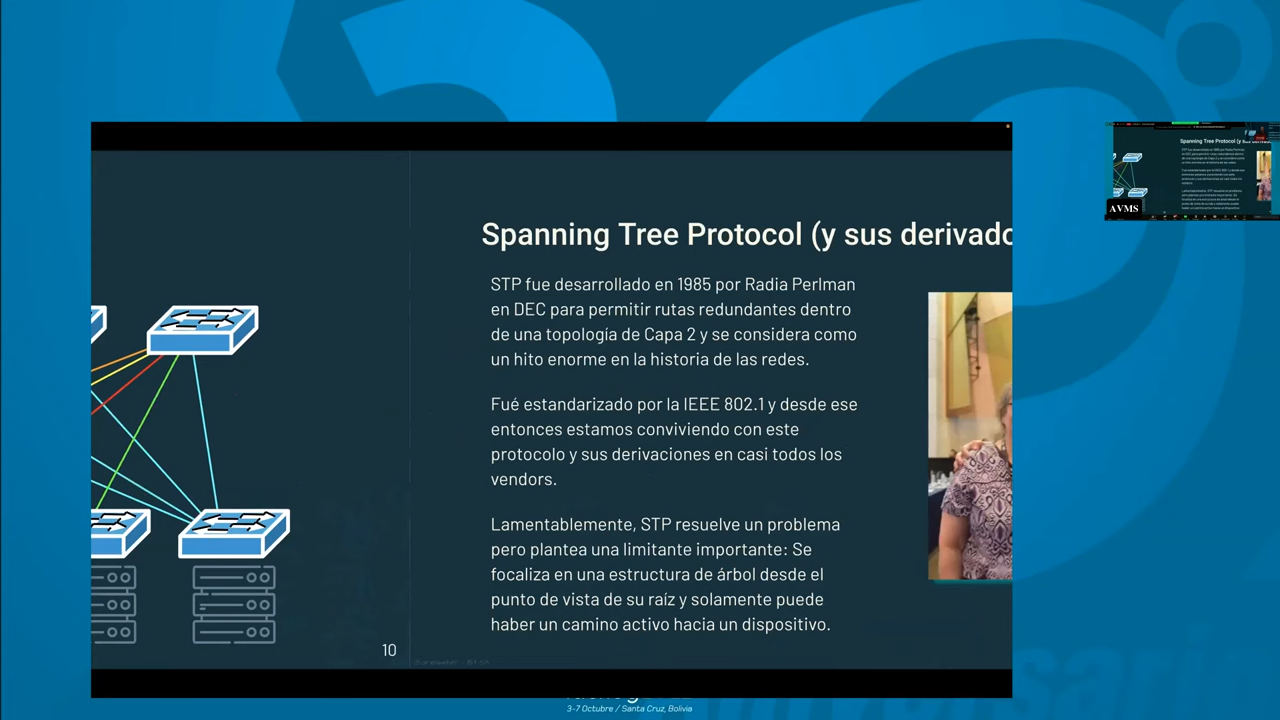 Spanning Tree Protocol (y sus derivado
STP fue desarrollado en 1985 por Radia Perlman
en DEC para permitir rutas redundantes dentro
de una topología de Capa 2 y se considera como
un hito enorme en la historia de las redes.
Fué estandarizado por la IEEE 802.1 y desde ese
entonces estamos conviviendo con este
protocolo y sus derivaciones en casi todos los
vendors.
Lamentablemente, STP resuelve un problema
pero plantea una limitante importante: Se
focaliza en una estructura de árbol desde el
punto de vista de su raíz y solamente puede
haber un camino activo hacia un dispositivo.
10
Spanning Tree Protocol (y sus
AVMS
3-7 Octubre / Santa Cruz, Bolivia